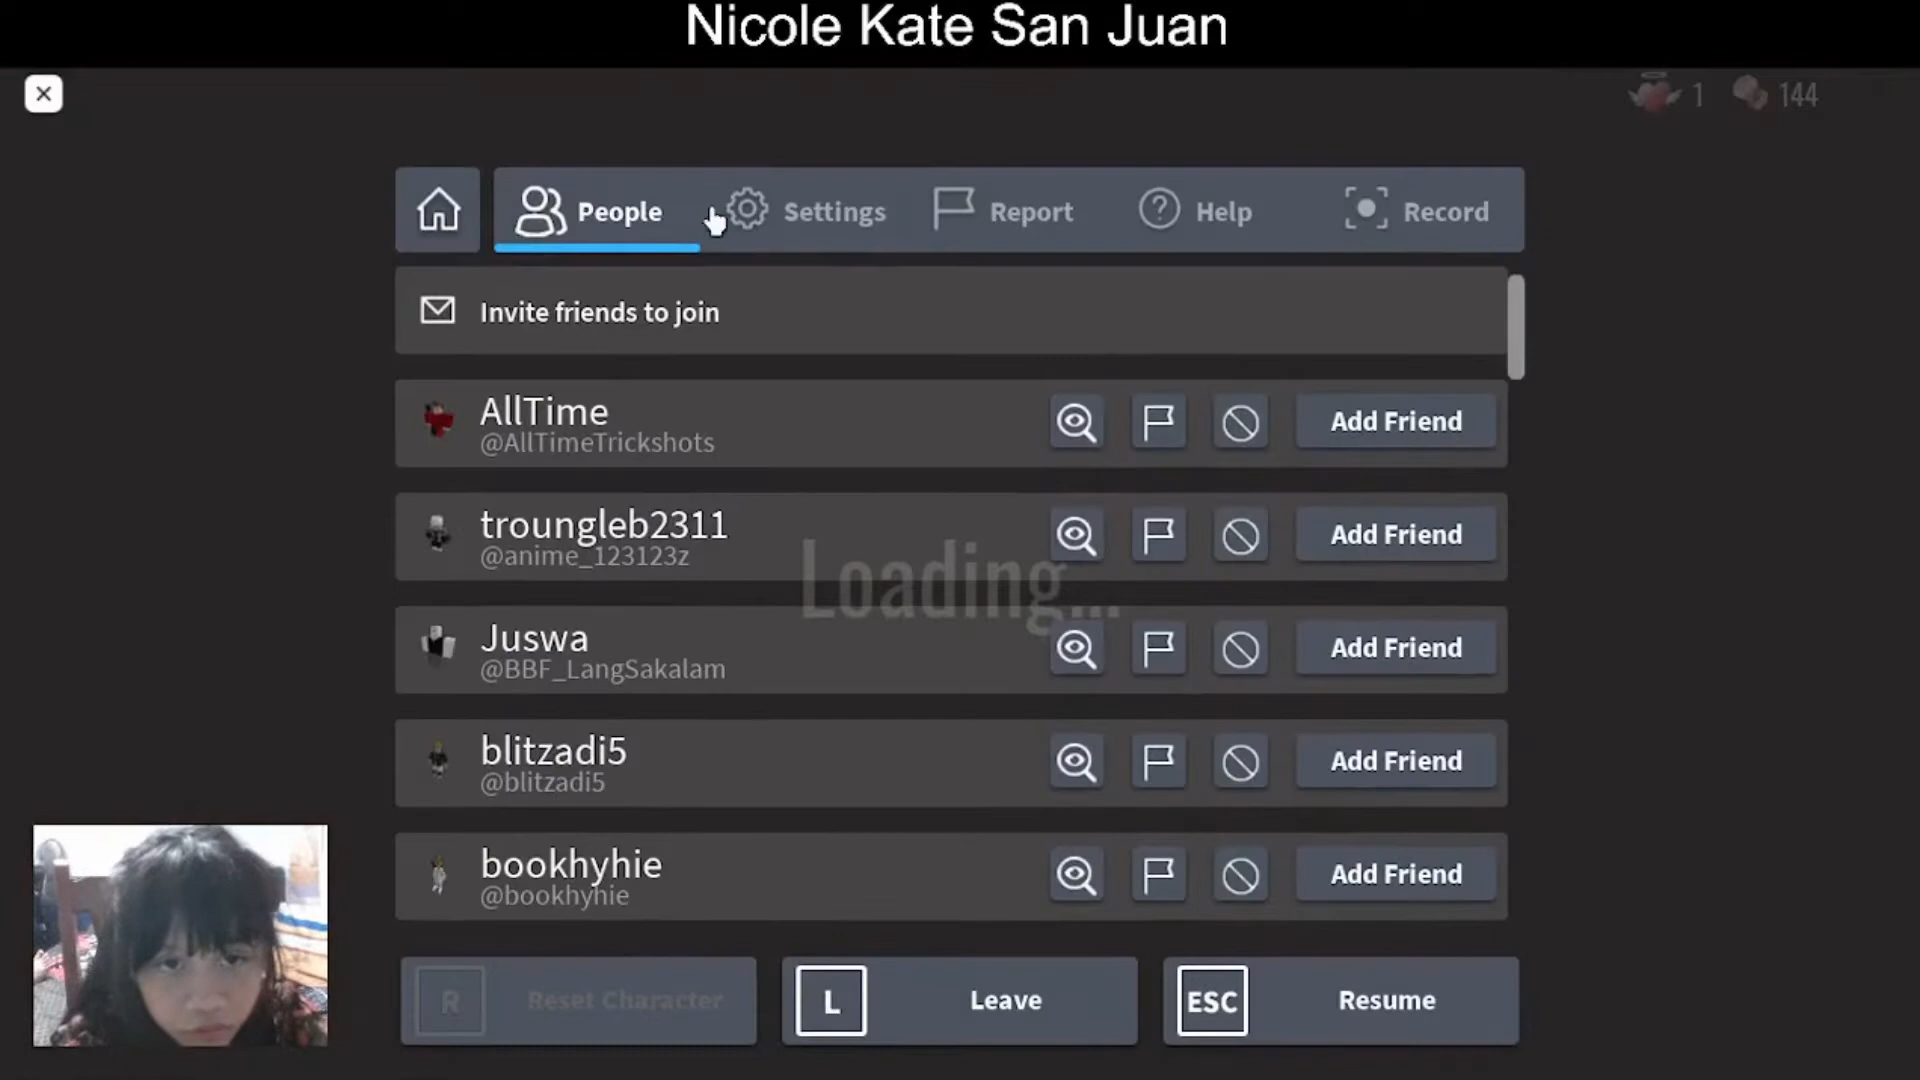 Nicole Kate San Juan
1 144
People Settings Report Help Record
Invite friends to join
AllTime
@AllTimeTrickshots
Add Friend
troungleb2311
@anime_123123z
Add Friend
Loading...
Juswa
@BBF_LangSakalam
Add Friend
blitzadi5
@blitzadi5
Add Friend
bookhyhie
@bookhyhie
Add Friend
R Reset Character
L Leave
ESC Resume